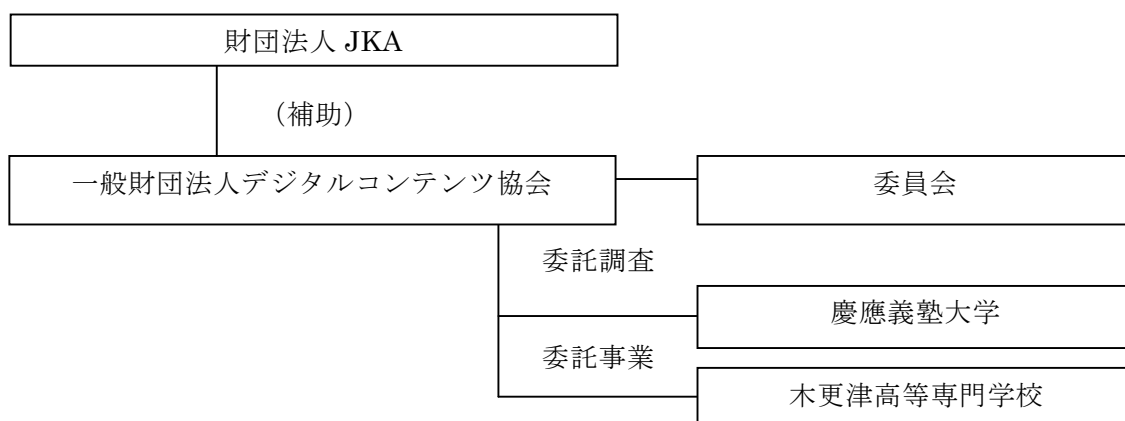 財団法人 JKA
（補助）
一般財団法人デジタルコンテンツ協会
委員会
委託調査
慶應義塾大学
委託事業
木更津高等専門学校